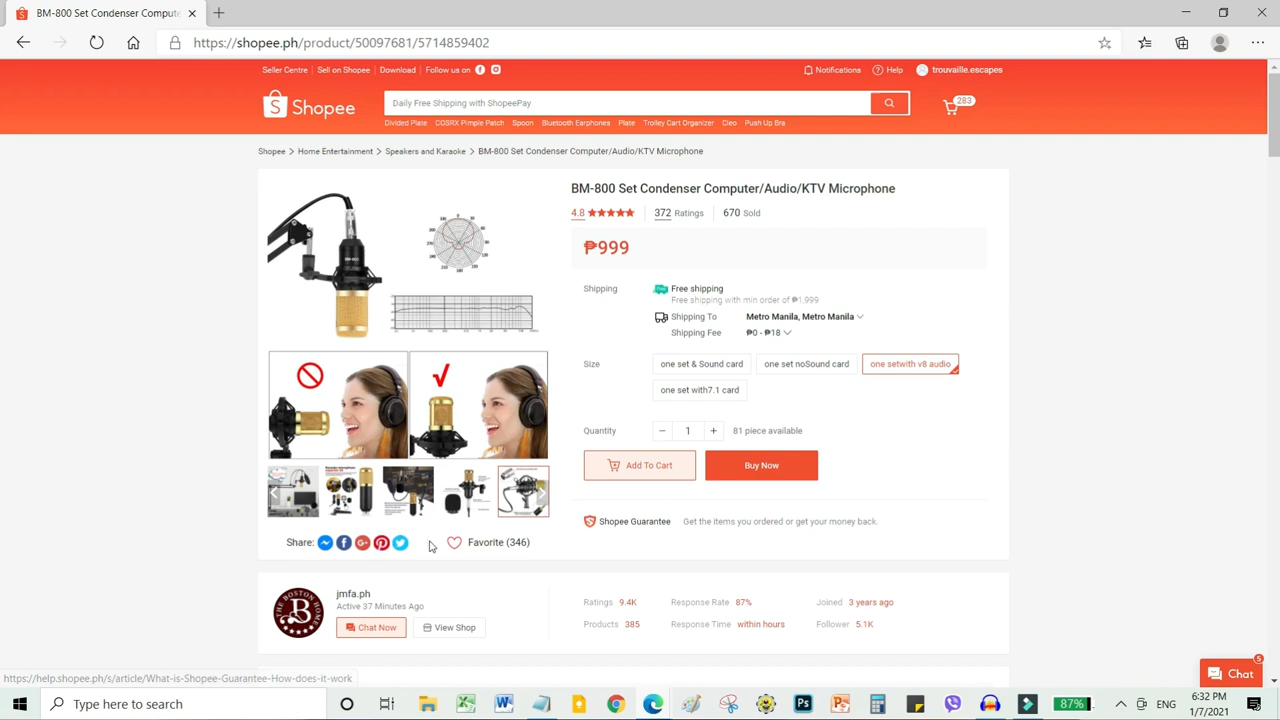 BM-800 Set Condenser Compute
https://shopee.ph/product/50097681/5714859402
Seller Centre Sell on Shopee Download Follow us on
Notifications Help trouvaille.escapes
Shopee
Daily Free Shipping with ShopeePay
283
Divided Plate COSRX Pimple Patch Spoon Bluetooth Earphones Plate Trolley Cart Organizer Cleo Push Up Bra
Shopee > Home Entertainment > Speakers and Karaoke > BM-800 Set Condenser Computer/Audio/KTV Microphone
BM-800 Set Condenser Computer/Audio/KTV Microphone
4.8 372 Ratings 670 Sold
₱999
BM-800
Shipping Free shipping
Free shipping with min order of ₱1,999
Shipping To Metro Manila, Metro Manila
Shipping Fee ₱0 - ₱18
Size one set & Sound card one set noSound card one setwith v8 audio
one set with7.1 card
Quantity − 1 + 81 piece available
Add To Cart Buy Now
Shopee Guarantee Get the items you ordered or get your money back.
Share: Favorite (346)
THE BOSTON HOME
B
jmfa.ph
Active 37 Minutes Ago
Chat Now View Shop
Ratings 9.4K Response Rate 87% Joined 3 years ago
Products 385 Response Time within hours Follower 5.1K
https://help.shopee.ph/s/article/What-is-Shopee-Guarantee-How-does-it-work
Chat
5
Type here to search
87%
ENG
6:32 PM
1/7/2021